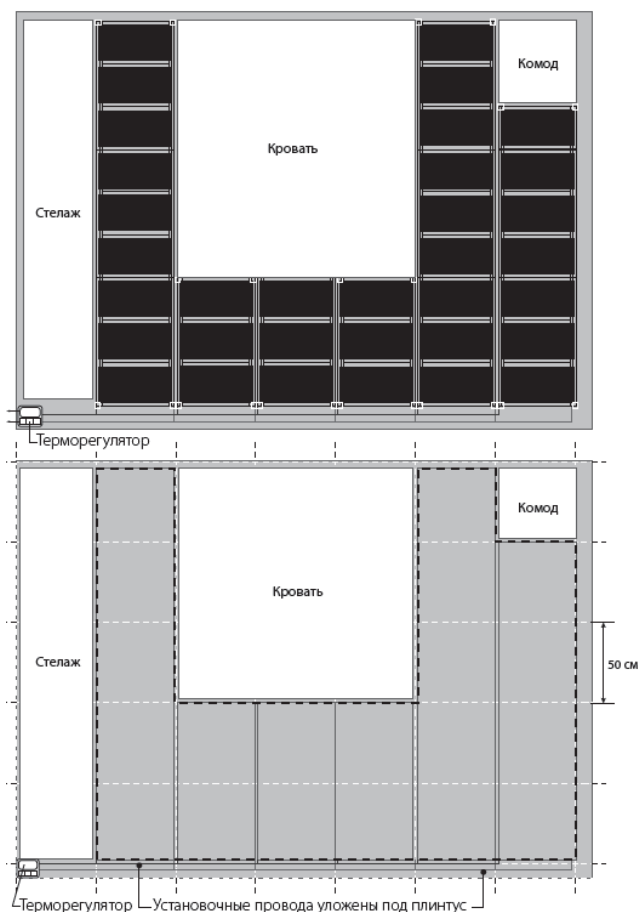 Комод
Кровать
Стелаж
Терморегулятор
Комод
Кровать
Стелаж
50 см
Терморегулятор
Установочные провода уложены под плинтус